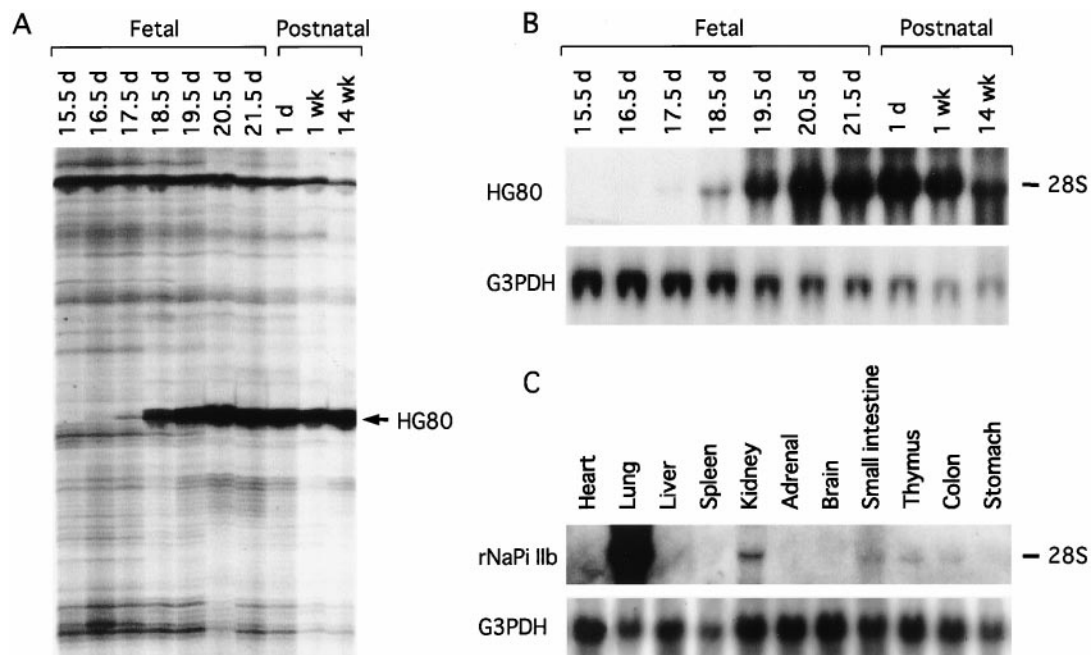 A
Fetal Postnatal
15.5 d 16.5 d 17.5 d 18.5 d 19.5 d 20.5 d 21.5 d 1 d 1 wk 14 wk
HG80
B
Fetal Postnatal
15.5 d 16.5 d 17.5 d 18.5 d 19.5 d 20.5 d 21.5 d 1 d 1 wk 14 wk
HG80 28S
G3PDH
C
Heart Lung Liver Spleen Kidney Adrenal Brain Small intestine Thymus Colon Stomach
rNaPi IIb 28S
G3PDH